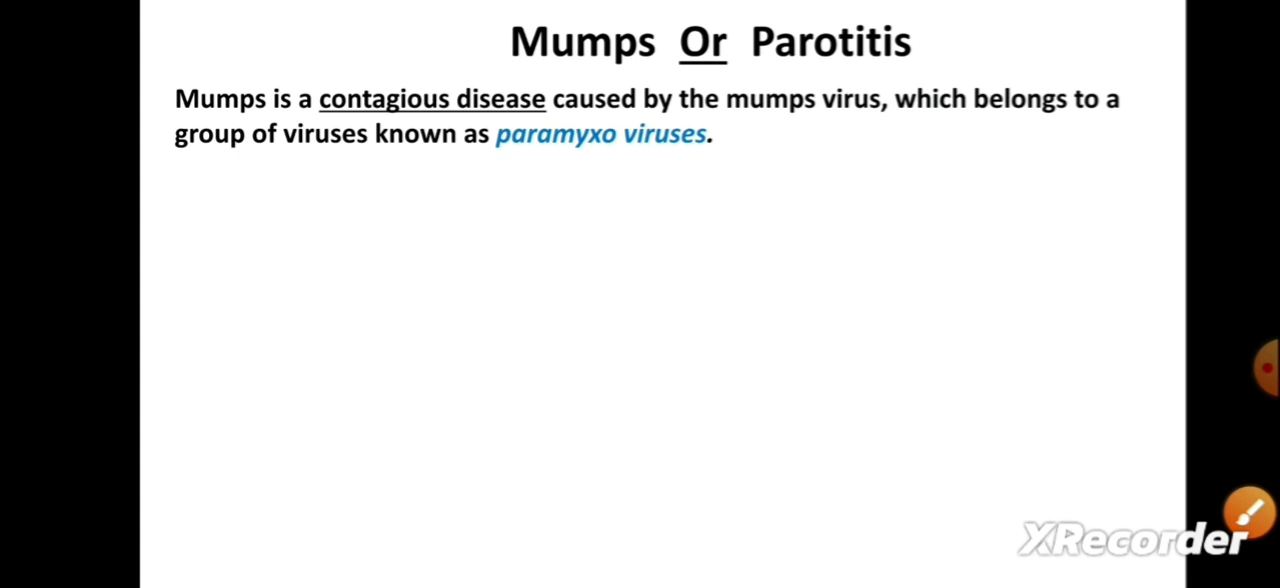 Mumps Or Parotitis
Mumps is a contagious disease caused by the mumps virus, which belongs to a
group of viruses known as paramyxo viruses.
XRecorder